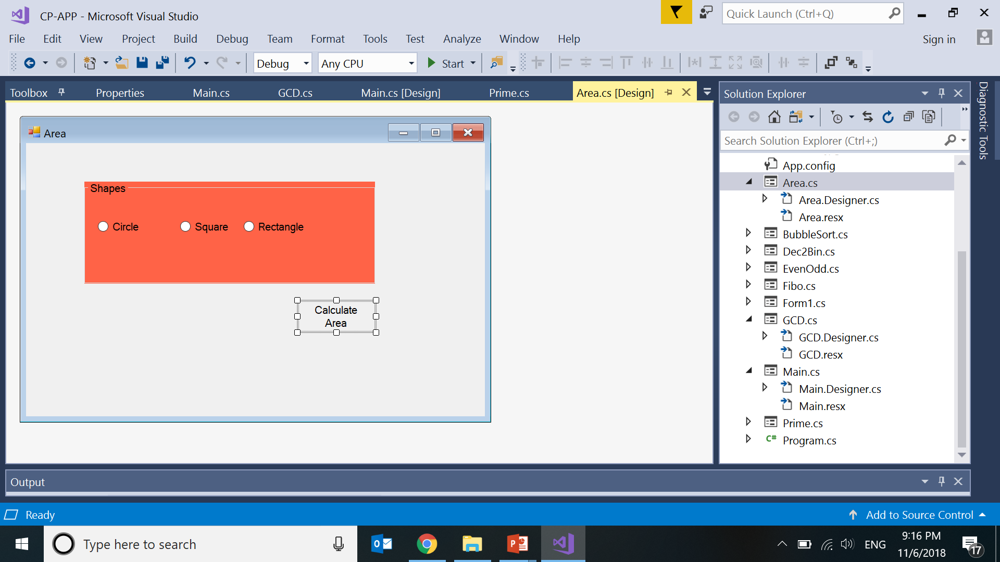 CP-APP - Microsoft Visual Studio
Quick Launch (Ctrl+Q)
File Edit View Project Build Debug Team Format Tools Test Analyze Window Help
Sign in
Debug Any CPU Start
Toolbox Properties Main.cs GCD.cs Main.cs [Design] Prime.cs Area.cs [Design]
Area
Shapes
Circle Square Rectangle
Calculate
Area
Solution Explorer
Search Solution Explorer (Ctrl+;)
App.config
Area.cs
Area.Designer.cs
Area.resx
BubbleSort.cs
Dec2Bin.cs
EvenOdd.cs
Fibo.cs
Form1.cs
GCD.cs
GCD.Designer.cs
GCD.resx
Main.cs
Main.Designer.cs
Main.resx
Prime.cs
C# Program.cs
Diagnostic Tools
Output
Ready
Add to Source Control
Type here to search
ENG
9:16 PM
11/6/2018
17